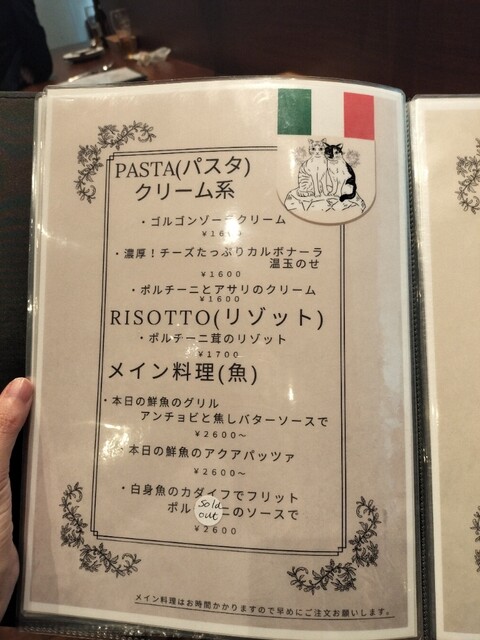 PASTA(パスタ)
クリーム系
・ゴルゴンゾーラクリーム
¥1600
・濃厚！チーズたっぷりカルボナーラ
温玉のせ
¥1600
・ポルチーニとアサリのクリーム
¥1600
RISOTTO(リゾット)
・ポルチーニ茸のリゾット
¥1700
メイン料理(魚)
・本日の鮮魚のグリル
アンチョビと焦しバターソースで
¥2600〜
本日の鮮魚のアクアパッツァ
¥2600〜
・白身魚のカダイフでフリット
ポル ニのソースで
sold out
¥2600
メイン料理はお時間かかりますので早めにご注文お願いします。